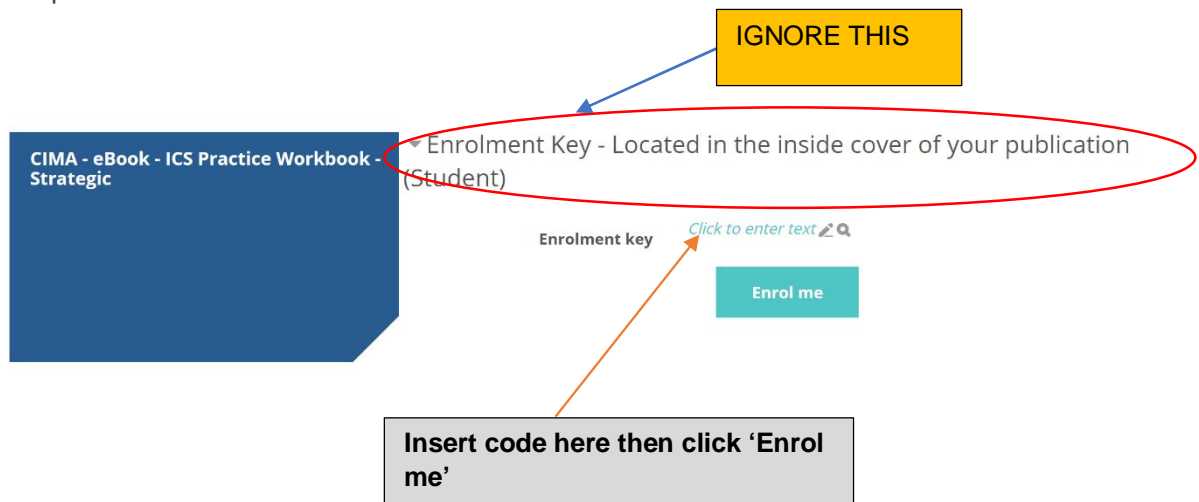 IGNORE THIS
CIMA - eBook - ICS Practice Workbook -
Strategic
Enrolment Key - Located in the inside cover of your publication
(Student)
Enrolment key
Click to enter text
Enrol me
Insert code here then click ‘Enrol
me’